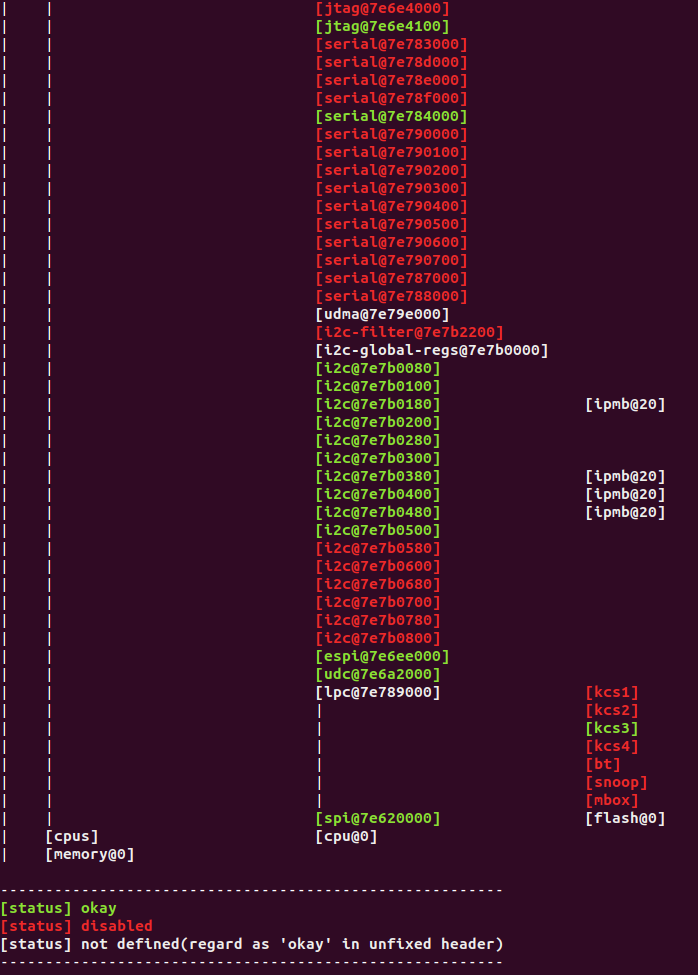 | | [jtag@7e6e4000]
| | [jtag@7e6e4100]
| | [serial@7e783000]
| | [serial@7e78d000]
| | [serial@7e78e000]
| | [serial@7e78f000]
| | [serial@7e784000]
| | [serial@7e790000]
| | [serial@7e790100]
| | [serial@7e790200]
| | [serial@7e790300]
| | [serial@7e790400]
| | [serial@7e790500]
| | [serial@7e790600]
| | [serial@7e790700]
| | [serial@7e787000]
| | [serial@7e788000]
| | [udma@7e79e000]
| | [i2c-filter@7e7b2200]
| | [i2c-global-regs@7e7b0000]
| | [i2c@7e7b0080]
| | [i2c@7e7b0100]
| | [i2c@7e7b0180] [ipmb@20]
| | [i2c@7e7b0200]
| | [i2c@7e7b0280]
| | [i2c@7e7b0300]
| | [i2c@7e7b0380] [ipmb@20]
| | [i2c@7e7b0400] [ipmb@20]
| | [i2c@7e7b0480] [ipmb@20]
| | [i2c@7e7b0500]
| | [i2c@7e7b0580]
| | [i2c@7e7b0600]
| | [i2c@7e7b0680]
| | [i2c@7e7b0700]
| | [i2c@7e7b0780]
| | [i2c@7e7b0800]
| | [espi@7e6ee000]
| | [udc@7e6a2000]
| | [lpc@7e789000] [kcs1]
| | | [kcs2]
| | | [kcs3]
| | | [kcs4]
| | | [bt]
| | | [snoop]
| | | [mbox]
| | [spi@7e620000] [flash@0]
| [cpus] [cpu@0]
| [memory@0]
--------------------------------------------------------
[status] okay
[status] disabled
[status] not defined(regard as 'okay' in unfixed header)
--------------------------------------------------------